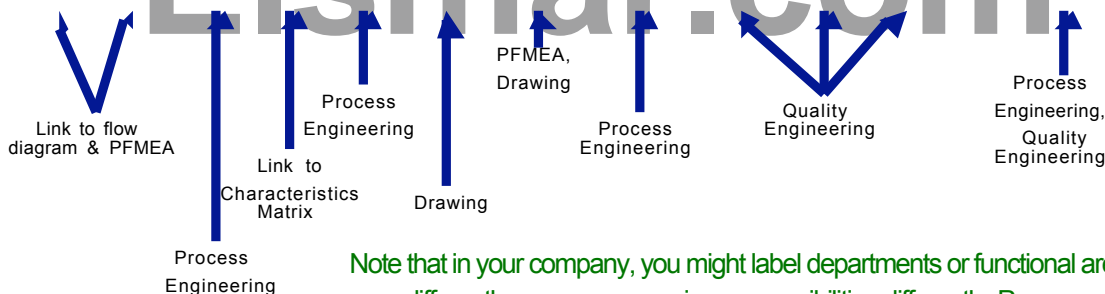 Elsmar.com
PFMEA,
Drawing
Process
Engineering,
Quality
Engineering
Process
Engineering
Quality
Engineering
Link to flow
diagram & PFMEA
Process
Engineering
Link to
Characteristics
Matrix
Drawing
Process
Engineering
Note that in your company, you might label departments or functional